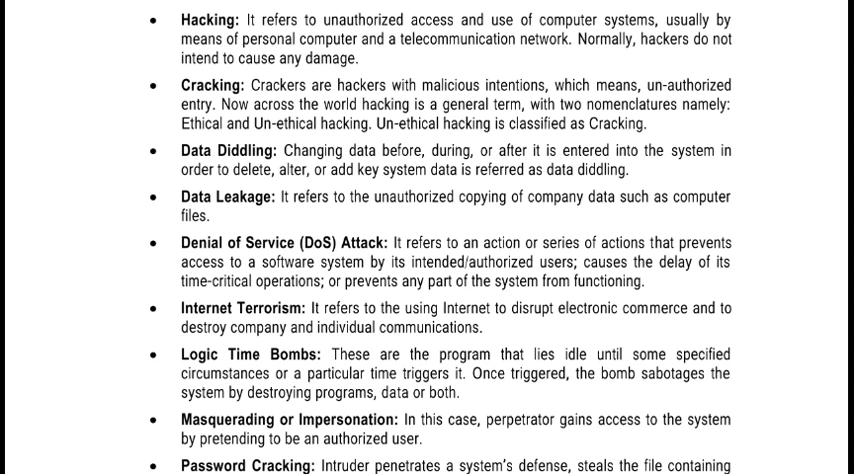 • Hacking: It refers to unauthorized access and use of computer systems, usually by
means of personal computer and a telecommunication network. Normally, hackers do not
intend to cause any damage.
• Cracking: Crackers are hackers with malicious intentions, which means, un-authorized
entry. Now across the world hacking is a general term, with two nomenclatures namely:
Ethical and Un-ethical hacking. Un-ethical hacking is classified as Cracking.
• Data Diddling: Changing data before, during, or after it is entered into the system in
order to delete, alter, or add key system data is referred as data diddling.
• Data Leakage: It refers to the unauthorized copying of company data such as computer
files.
• Denial of Service (DoS) Attack: It refers to an action or series of actions that prevents
access to a software system by its intended/authorized users; causes the delay of its
time-critical operations; or prevents any part of the system from functioning.
• Internet Terrorism: It refers to the using Internet to disrupt electronic commerce and to
destroy company and individual communications.
• Logic Time Bombs: These are the program that lies idle until some specified
circumstances or a particular time triggers it. Once triggered, the bomb sabotages the
system by destroying programs, data or both.
• Masquerading or Impersonation: In this case, perpetrator gains access to the system
by pretending to be an authorized user.
• Password Cracking: Intruder penetrates a system's defense, steals the file containing